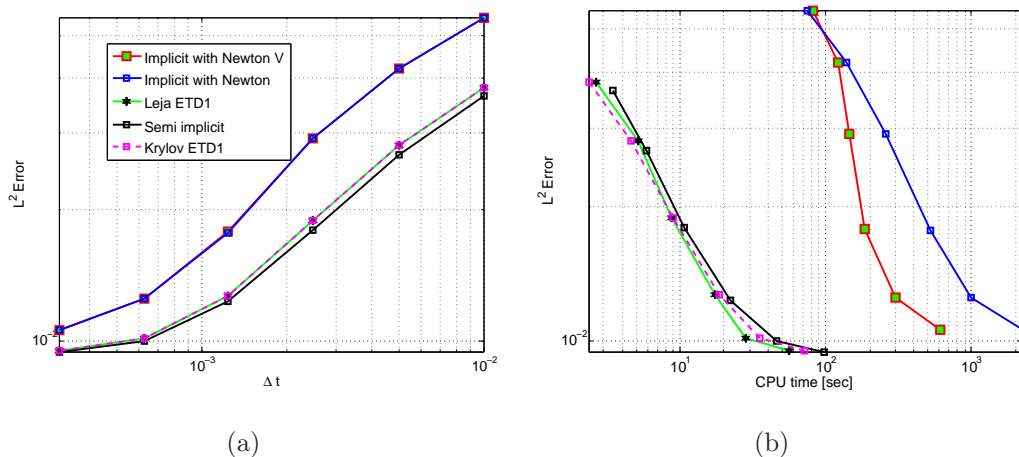 Implicit with Newton V
Implicit with Newton
Leja ETD1
Semi implicit
Krylov ETD1
L² Error
10⁻²
10⁻³
10⁻²
Δ t
(a)
L² Error
10⁻²
10¹
10²
10³
CPU time [sec]
(b)